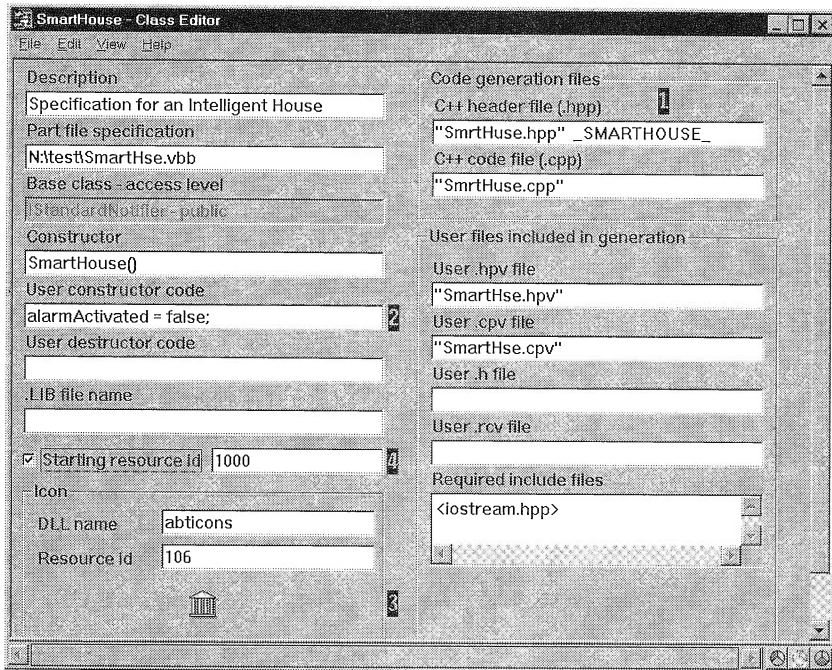 SmartHouse - Class Editor
File Edit View Help
Description
Specification for an Intelligent House
Part file specification
N:\test\SmartHse.vbb
Base class - access level
IStandardNotifier - public
Constructor
SmartHouse()
User constructor code
alarmActivated = false;
2
User destructor code
.LIB file name
Starting resource id 1000
4
Icon
DLL name abticons
Resource id 106
3
Code generation files
1
C++ header file (.hpp)
"SmrtHuse.hpp" _SMARTHOUSE_
C++ code file (.cpp)
"SmrtHuse.cpp"
User files included in generation
User .hpv file
"SmartHse.hpv"
User .cpv file
"SmartHse.cpv"
User .h file
User .rcv file
Required include files
<iostream.hpp>